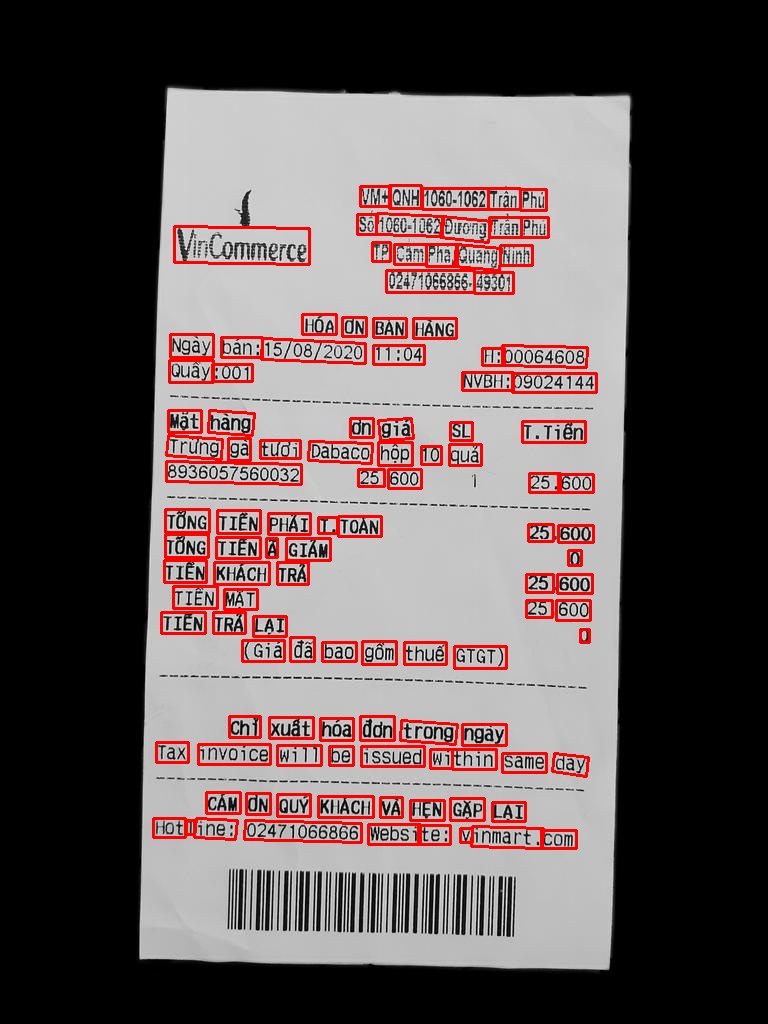 VinCommerce
VM+ QNH 1060-1062 Trần Phú
Số 1060-1062 Đường Trần Phú
TP. Cẩm Phả, Quảng Ninh
02471066866-49301
HÓA ĐƠN BÁN HÀNG
Ngày bán:15/08/2020 11:04 HĐ:00064608
Quầy:001 NVBH:09024144
Mặt hàng Đơn giá SL T.Tiền
Trứng gà tươi Dabaco hộp 10 quả
8936057560032 25.600 1 25.600
TỔNG TIỀN PHẢI T.TOÁN 25.600
TỔNG TIỀN ĐÃ GIẢM 0
TIỀN KHÁCH TRẢ 25.600
TIỀN MẶT 25.600
TIỀN TRẢ LẠI 0
(Giá đã bao gồm thuế GTGT)
Chỉ xuất hóa đơn trong ngày
Tax invoice will be issued within same day
CẢM ƠN QUÝ KHÁCH VÀ HẸN GẶP LẠI
Hotline: 02471066866 Website: vinmart.com